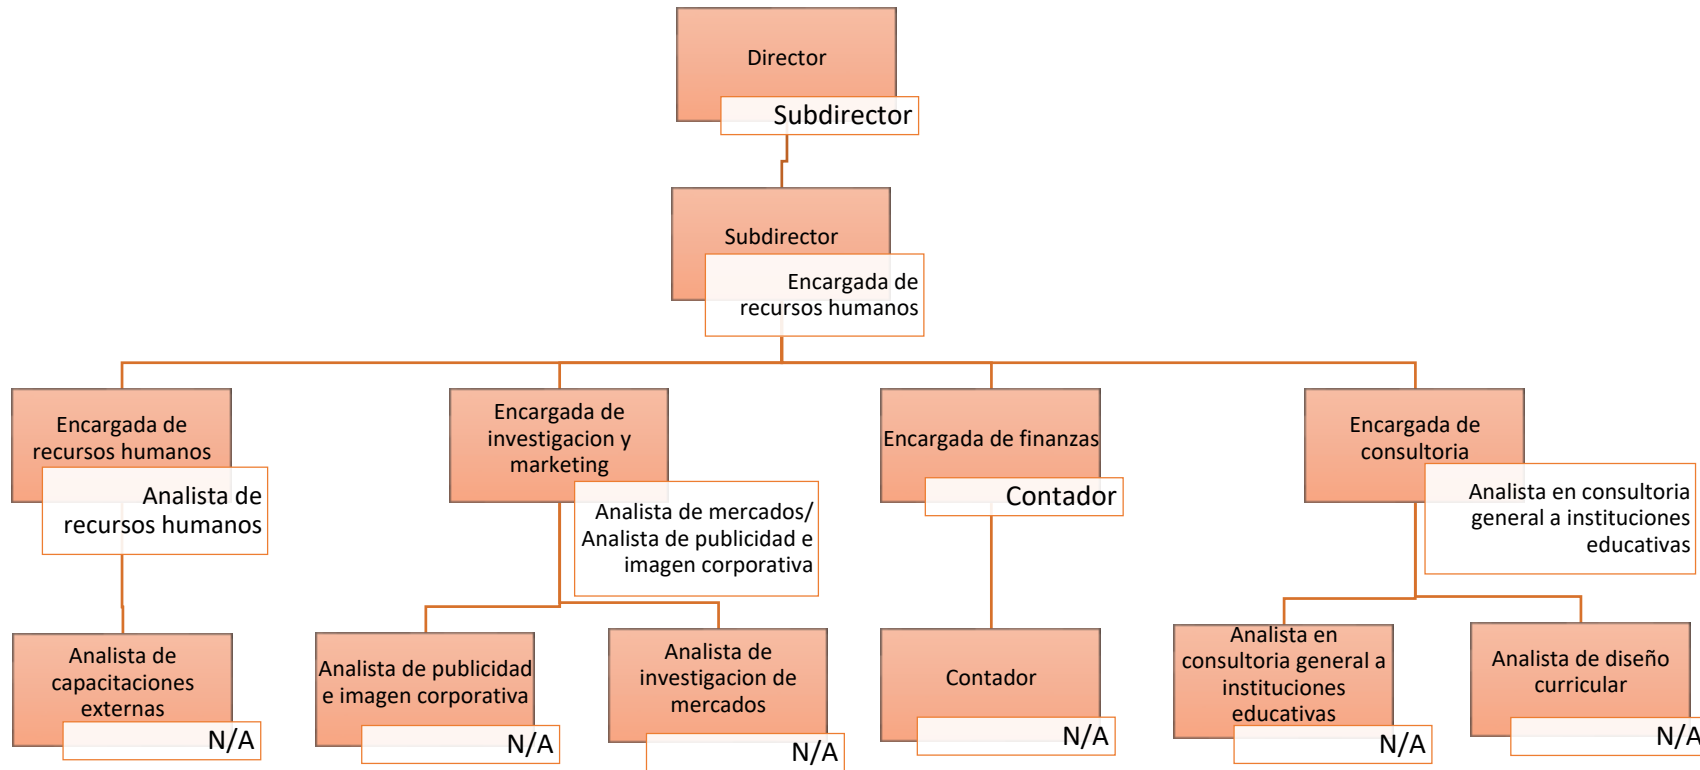 Director
Subdirector
Subdirector
Encargada de
recursos humanos
Encargada de
recursos humanos
Analista de
recursos humanos
Encargada de
investigacion y
marketing
Analista de mercados/
Analista de publicidad e
imagen corporativa
Encargada de finanzas
Contador
Encargada de
consultoria
Analista en consultoria
general a instituciones
educativas
Analista de
capacitaciones
externas
N/A
Analista de publicidad
e imagen corporativa
N/A
Analista de
investigacion de
mercados
N/A
Contador
N/A
Analista en
consultoria general a
instituciones
educativas
N/A
Analista de diseño
curricular
N/A